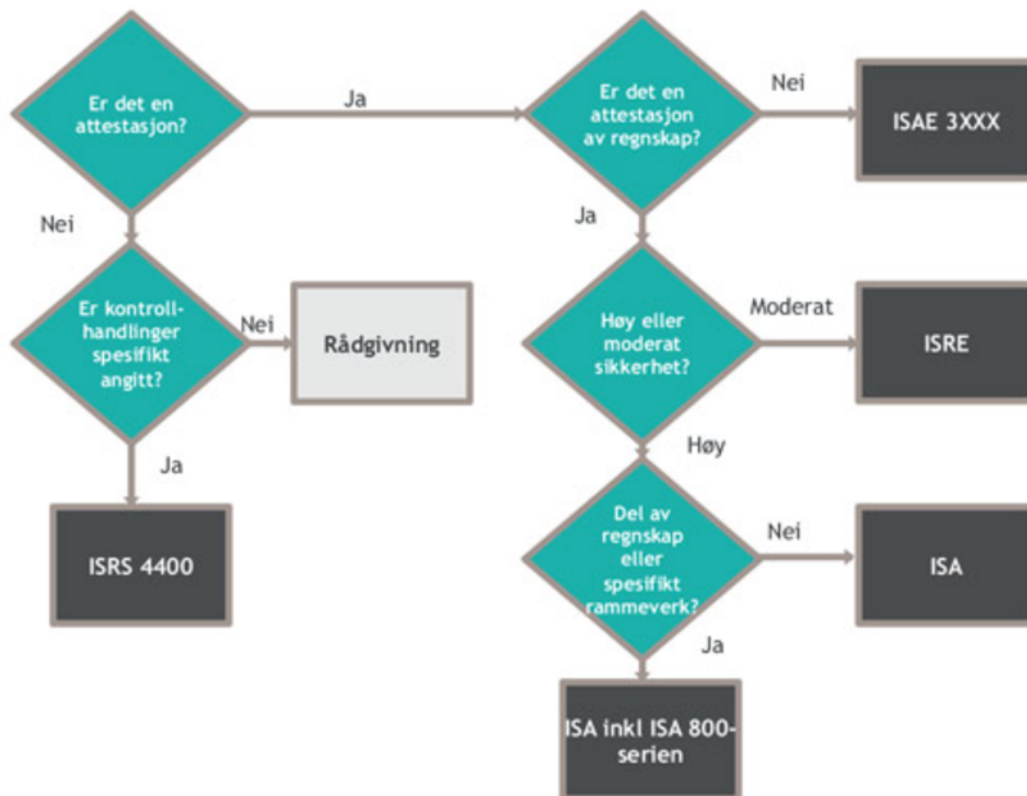 Er det en
attestasjon?
Ja
Er det en
attestasjon
av regnskap?
Nei
ISAE 3XXX
Nei
Ja
Er kontroll-
handlinger
spesifikt
angitt?
Nei
Rådgivning
Høy eller
moderat
sikkerhet?
Moderat
ISRE
Ja
Høy
ISRS 4400
Del av
regnskap
eller
spesifikt
rammeverk?
Nei
ISA
Ja
ISA inkl ISA 800-
serien